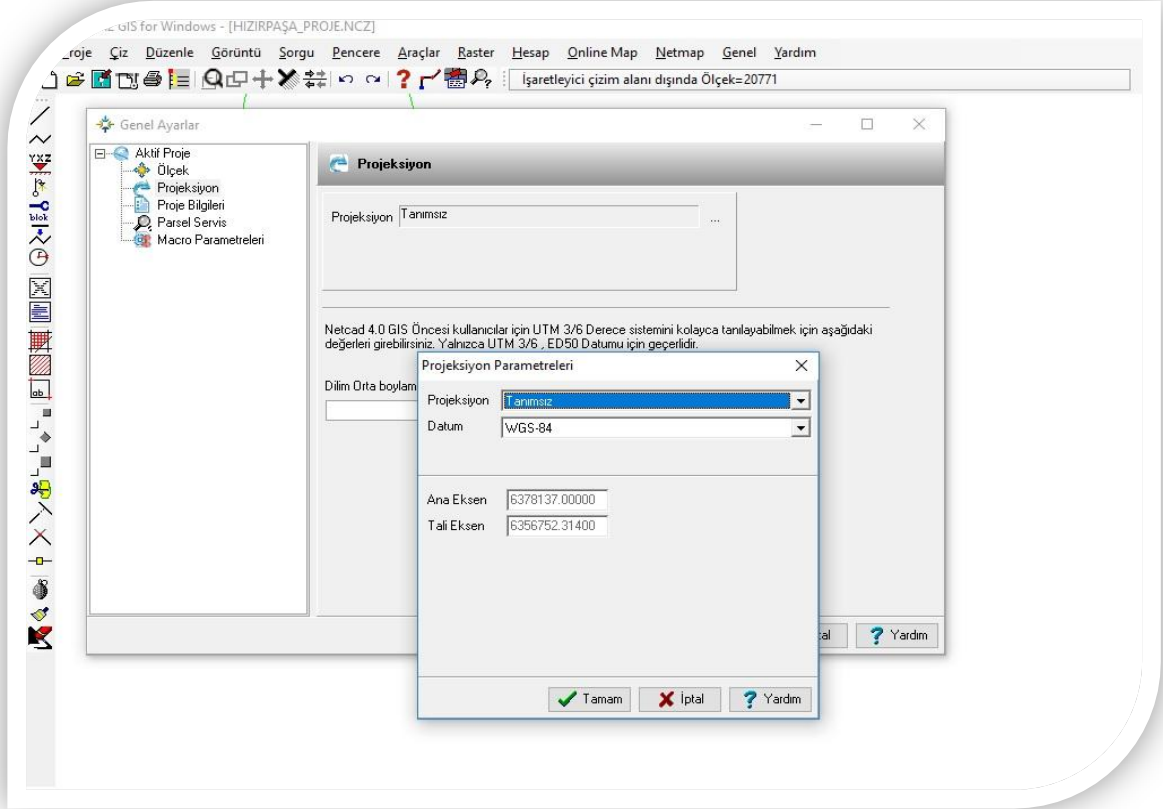 GIS for Windows - [HIZIRPAŞA_PROJE.NCZ]
roje Çiz Düzenle Görüntü Sorgu Pencere Araçlar Raster Hesap Online Map Netmap Genel Yardım
İşaretleyici çizim alanı dışında Ölçek=20771
Genel Ayarlar
Aktif Proje
Ölçek
Projeksiyon
Proje Bilgileri
Parsel Servis
Macro Parametreleri
Projeksiyon
Projeksiyon Tanımsız ...
Netcad 4.0 GIS Öncesi kullanıcılar için UTM 3/6 Derece sistemini kolayca tanılayabilmek için aşağıdaki
değerleri girebilirsiniz. Yalnızca UTM 3/6 , ED50 Datumu için geçerlidir.
Dilim Orta boylam
Projeksiyon Parametreleri
Projeksiyon Tanımsız
Datum WGS-84
Ana Eksen 6378137.00000
Tali Eksen 6356752.31400
Tamam İptal Yardım
tal Yardım
YXZ
blok
ab